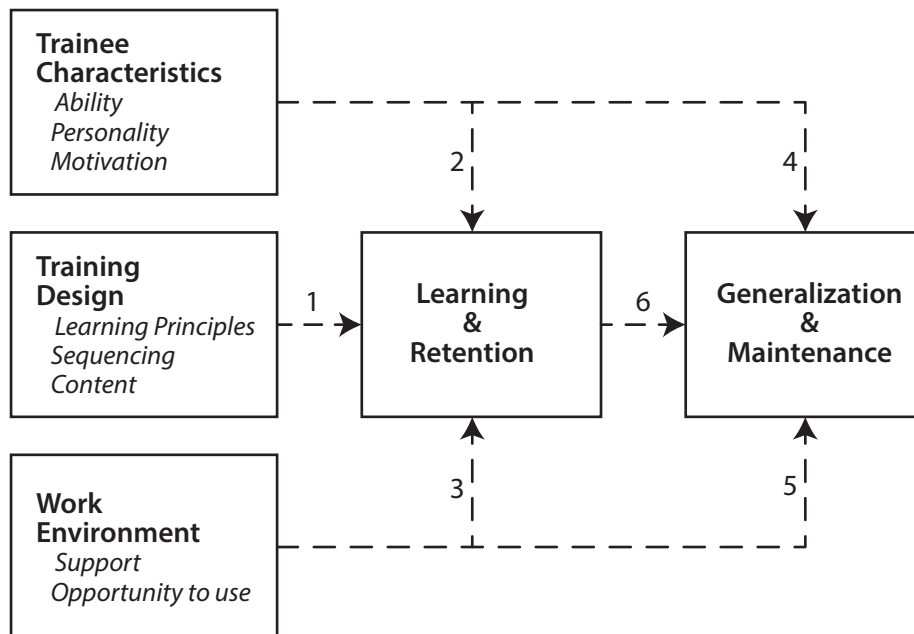 Trainee
Characteristics
Ability
Personality
Motivation
2
4
Training
Design
Learning Principles
Sequencing
Content
1
Learning
&
Retention
6
Generalization
&
Maintenance
3
5
Work
Environment
Support
Opportunity to use